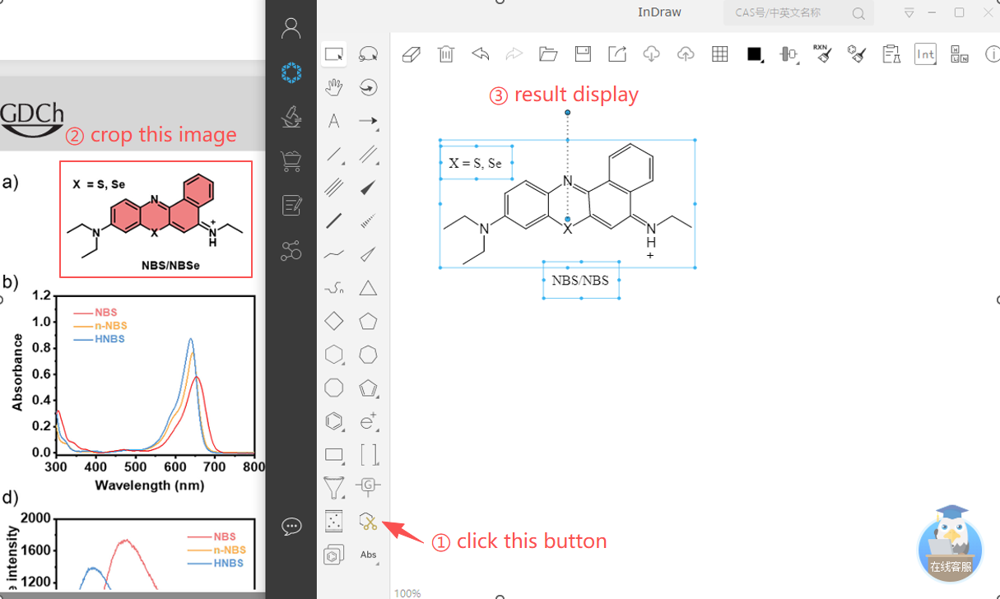 InDraw
CAS号/中英文名称
RXN
Int
H
LI N
GDCh
② crop this image
③ result display
a)
X = S, Se
N
N
X
+
N
H
NBS/NBSe
X = S, Se
N
N
X
N
H
+
NBS/NBS
b)
1.2
1.0
0.8
0.6
0.4
0.2
0.0
Absorbance
NBS
n-NBS
HNBS
300 400 500 600 700 800
Wavelength (nm)
d)
2000
1600
1200
e intensity
NBS
n-NBS
HNBS
A
e+
G
Abs
① click this button
在线客服
100%